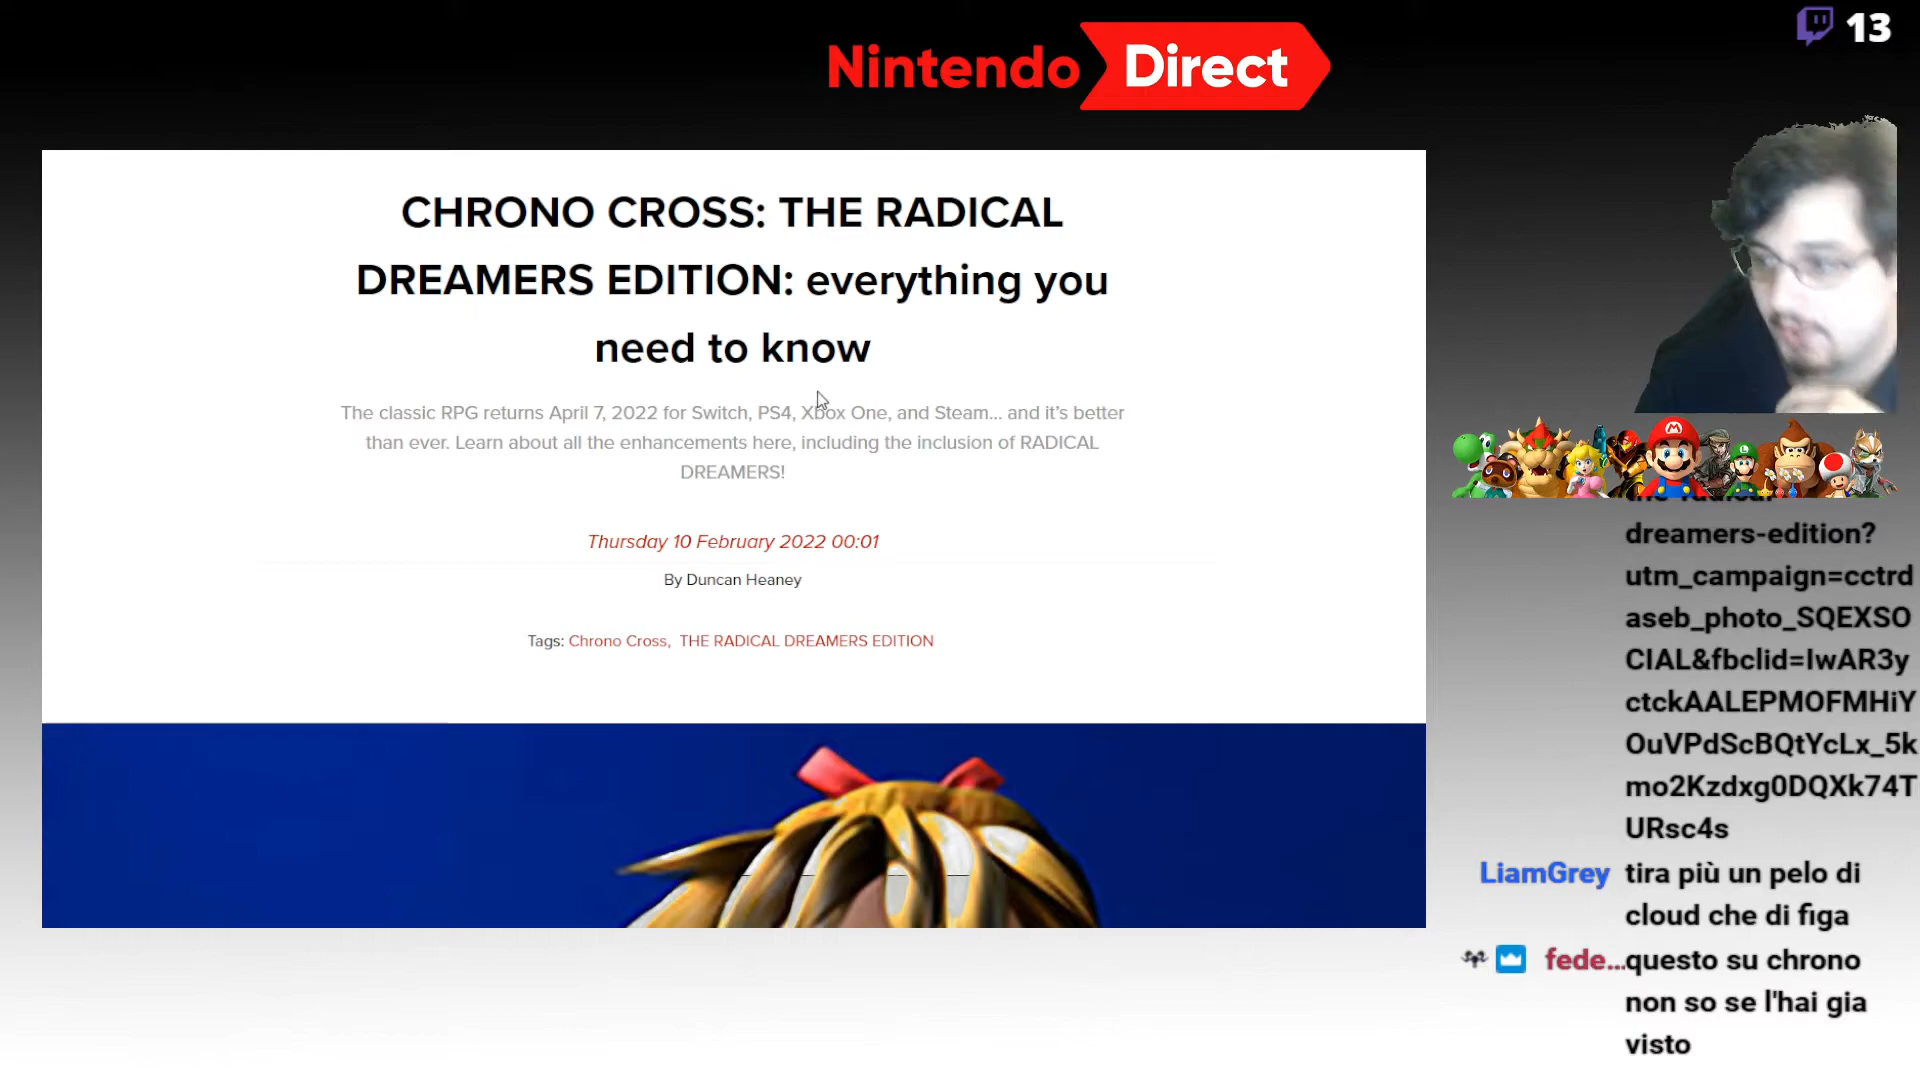 Nintendo Direct
13
CHRONO CROSS: THE RADICAL
DREAMERS EDITION: everything you
need to know
The classic RPG returns April 7, 2022 for Switch, PS4, Xbox One, and Steam... and it's better
than ever. Learn about all the enhancements here, including the inclusion of RADICAL
DREAMERS!
Thursday 10 February 2022 00:01
By Duncan Heaney
Tags: Chrono Cross, THE RADICAL DREAMERS EDITION
dreamers-edition?
utm_campaign=cctrd
aseb_photo_SQEXSO
CIAL&fbclid=IwAR3y
ctckAALEPMOFMHiY
OuVPdScBQtYcLx_5k
mo2Kzdxg0DQXk74T
URsc4s
LiamGrey tira più un pelo di
cloud che di figa
fede... questo su chrono
non so se l'hai gia
visto